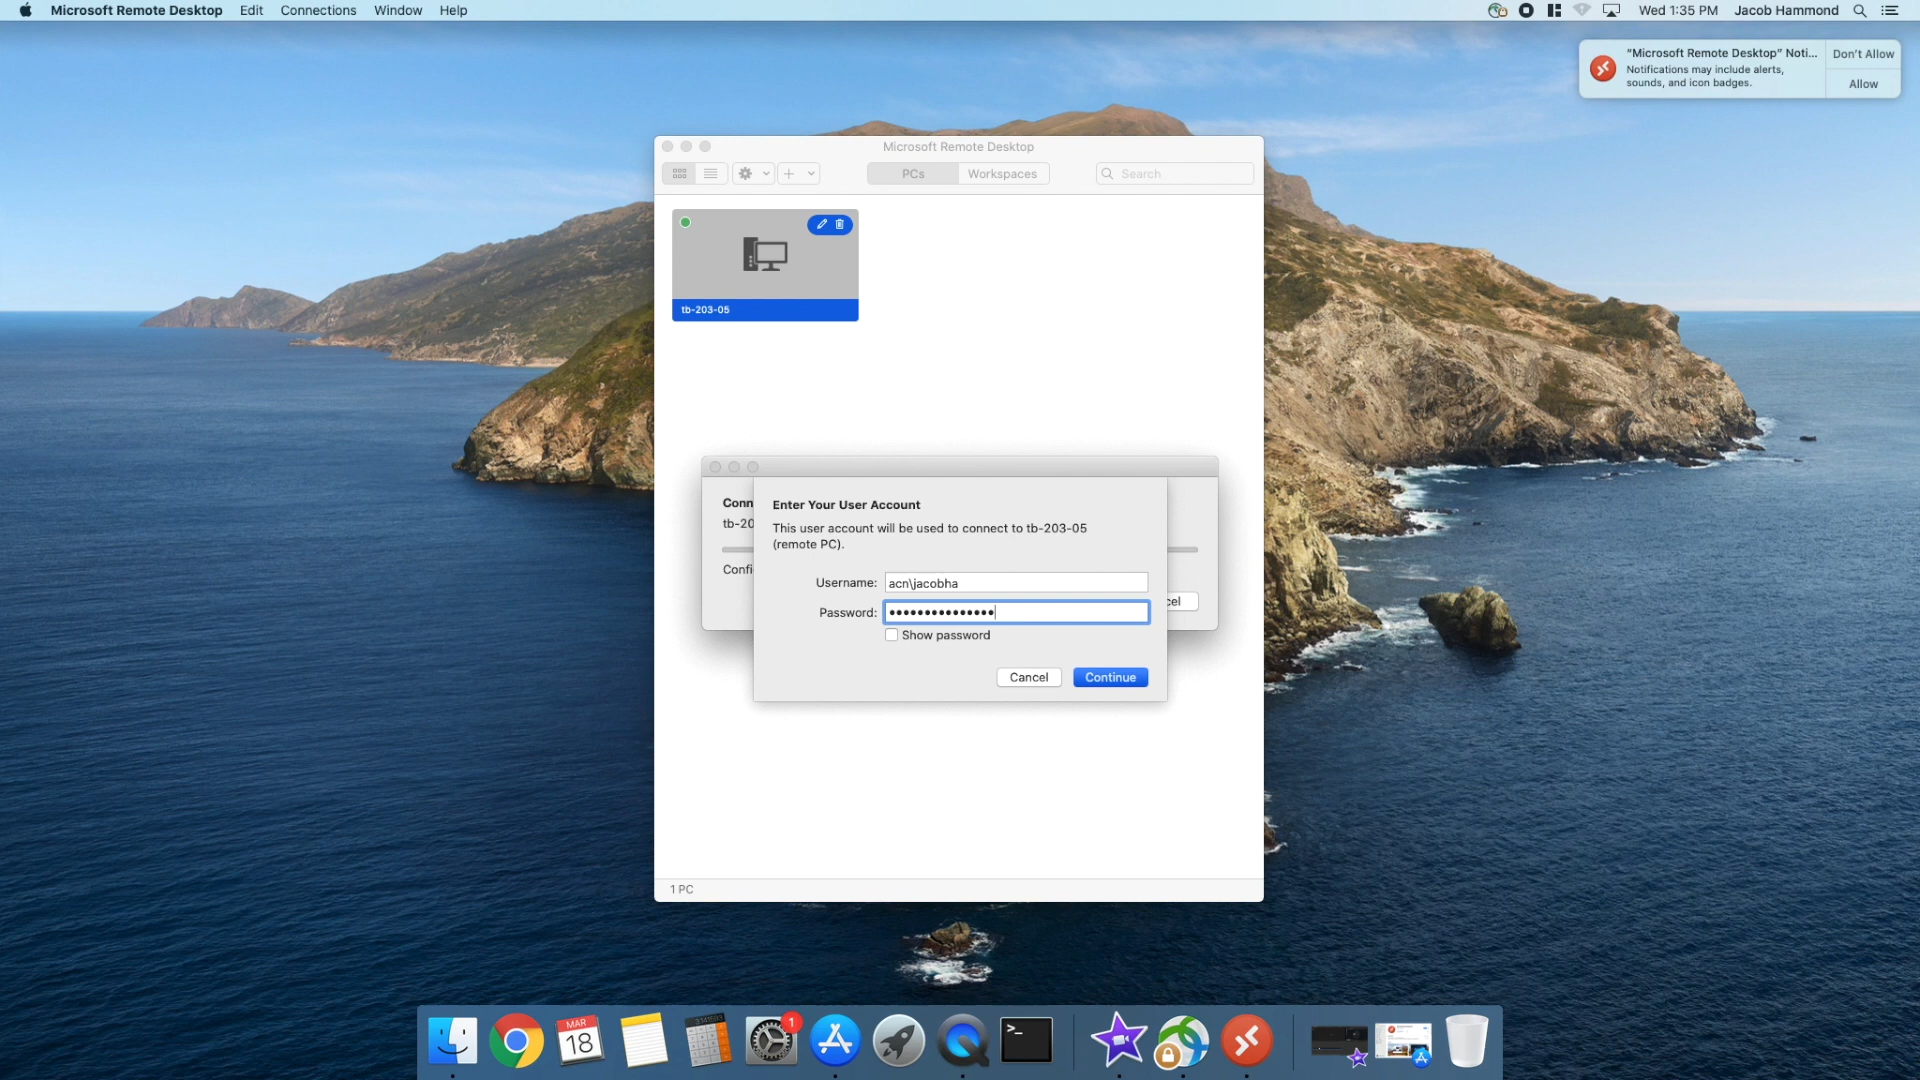 Microsoft Remote Desktop Edit Connections Window Help
Wed 1:35 PM Jacob Hammond
"Microsoft Remote Desktop" Noti...
Notifications may include alerts,
sounds, and icon badges.
Don't Allow
Allow
Microsoft Remote Desktop
PCs Workspaces Search
tb-203-05
Conn
tb-20
Confi
cel
Enter Your User Account
This user account will be used to connect to tb-203-05
(remote PC).
Username: acn\jacobha
Password: •••••••••••••••
Show password
Cancel Continue
1 PC
MAR
18
1
>_